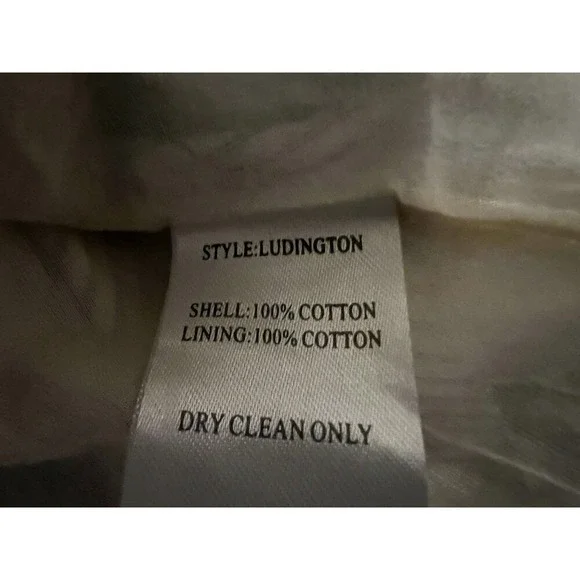 STYLE:LUDINGTON
SHELL:100% COTTON
LINING:100% COTTON
DRY CLEAN ONLY